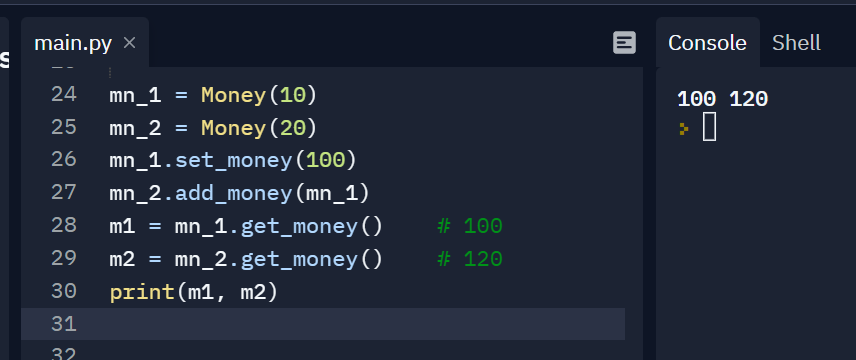 s
main.py ×
Console Shell
24 mn_1 = Money(10)
25 mn_2 = Money(20)
26 mn_1.set_money(100)
27 mn_2.add_money(mn_1)
28 m1 = mn_1.get_money() # 100
29 m2 = mn_2.get_money() # 120
30 print(m1, m2)
31
32
100 120
>